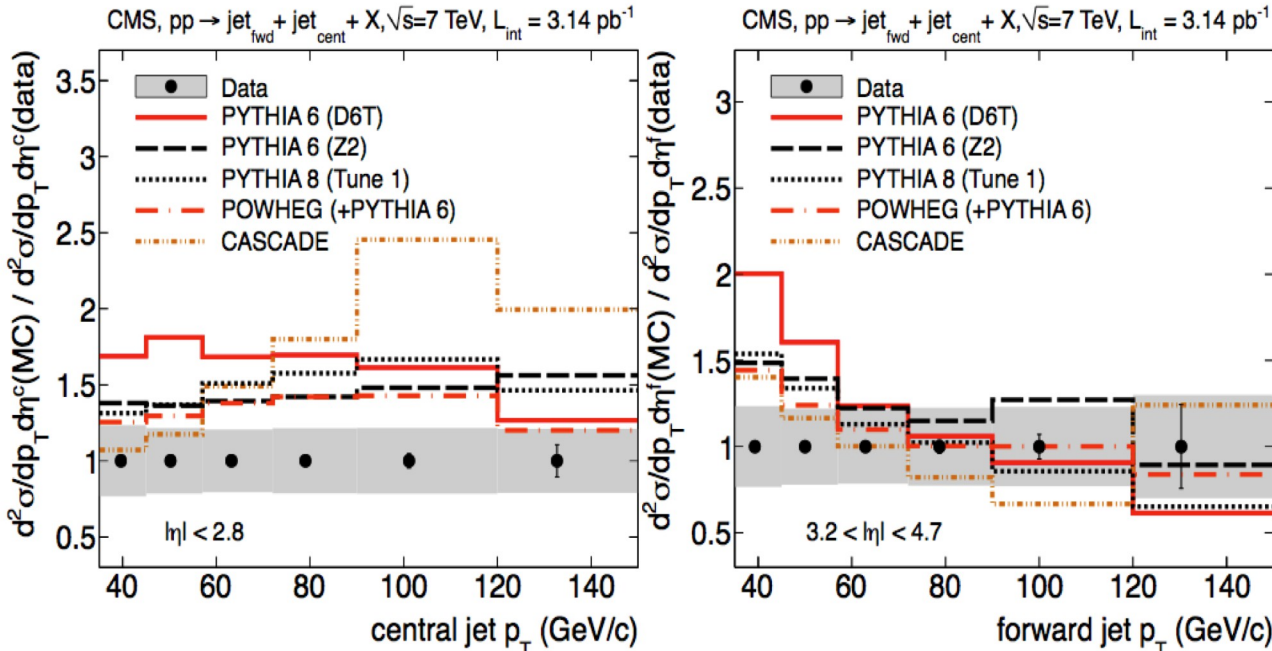 CMS, pp → jet_fwd + jet_cent + X, √s=7 TeV, L_int = 3.14 pb⁻¹
d²σ/dp_T dη^c(MC) / d²σ/dp_T dη^c(data)
3.5
3
2.5
2
1.5
1
0.5
Data
PYTHIA 6 (D6T)
PYTHIA 6 (Z2)
PYTHIA 8 (Tune 1)
POWHEG (+PYTHIA 6)
CASCADE
|η| < 2.8
40 60 80 100 120 140
central jet p_T (GeV/c)
CMS, pp → jet_fwd + jet_cent + X, √s=7 TeV, L_int = 3.14 pb⁻¹
d²σ/dp_T dη^f(MC) / d²σ/dp_T dη^f(data)
3
2.5
2
1.5
1
0.5
Data
PYTHIA 6 (D6T)
PYTHIA 6 (Z2)
PYTHIA 8 (Tune 1)
POWHEG (+PYTHIA 6)
CASCADE
3.2 < |η| < 4.7
40 60 80 100 120 140
forward jet p_T (GeV/c)